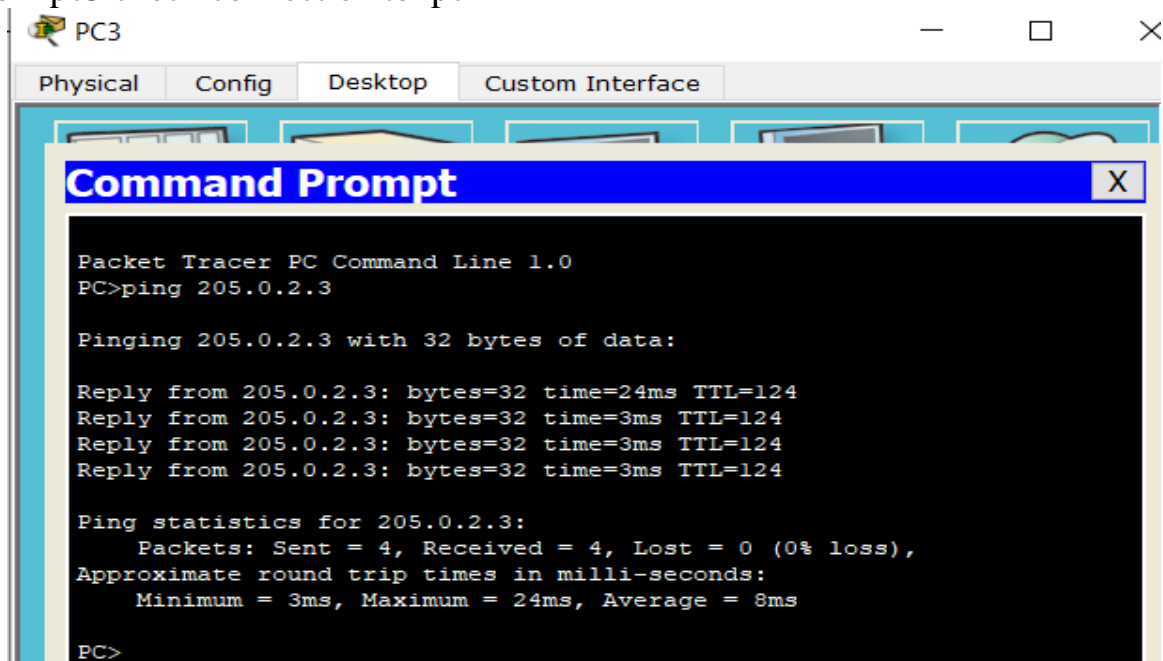 PC3
Physical Config Desktop Custom Interface
Command Prompt X
Packet Tracer PC Command Line 1.0
PC>ping 205.0.2.3
Pinging 205.0.2.3 with 32 bytes of data:
Reply from 205.0.2.3: bytes=32 time=24ms TTL=124
Reply from 205.0.2.3: bytes=32 time=3ms TTL=124
Reply from 205.0.2.3: bytes=32 time=3ms TTL=124
Reply from 205.0.2.3: bytes=32 time=3ms TTL=124
Ping statistics for 205.0.2.3:
Packets: Sent = 4, Received = 4, Lost = 0 (0% loss),
Approximate round trip times in milli-seconds:
Minimum = 3ms, Maximum = 24ms, Average = 8ms
PC>